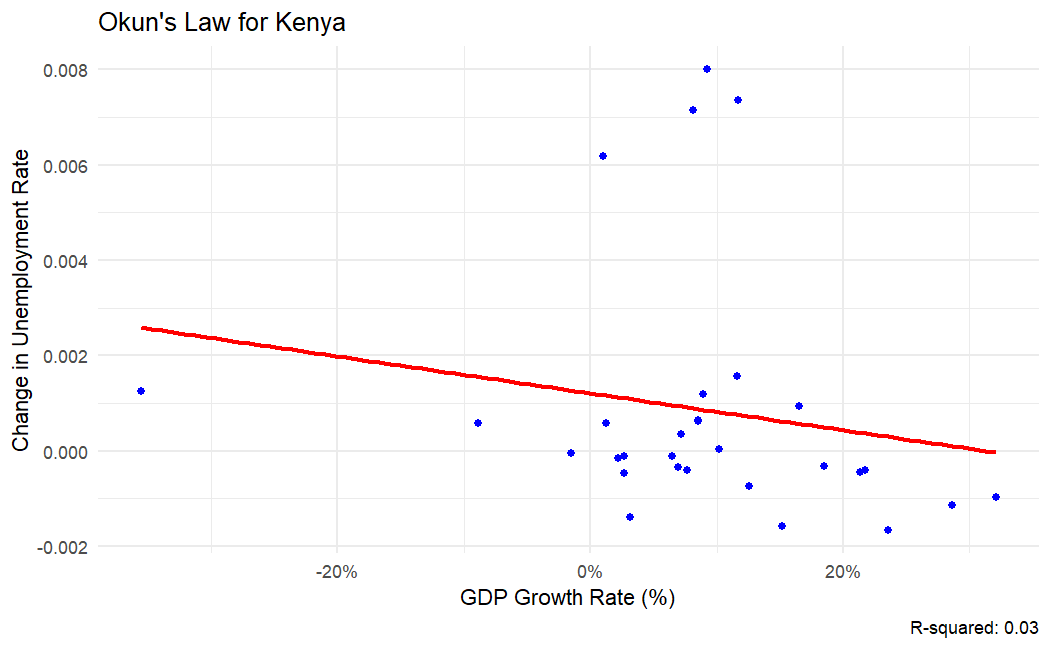 Okun's Law for Kenya
Change in Unemployment Rate
0.008
0.006
0.004
0.002
0.000
-0.002
-20%
0%
20%
GDP Growth Rate (%)
R-squared: 0.03